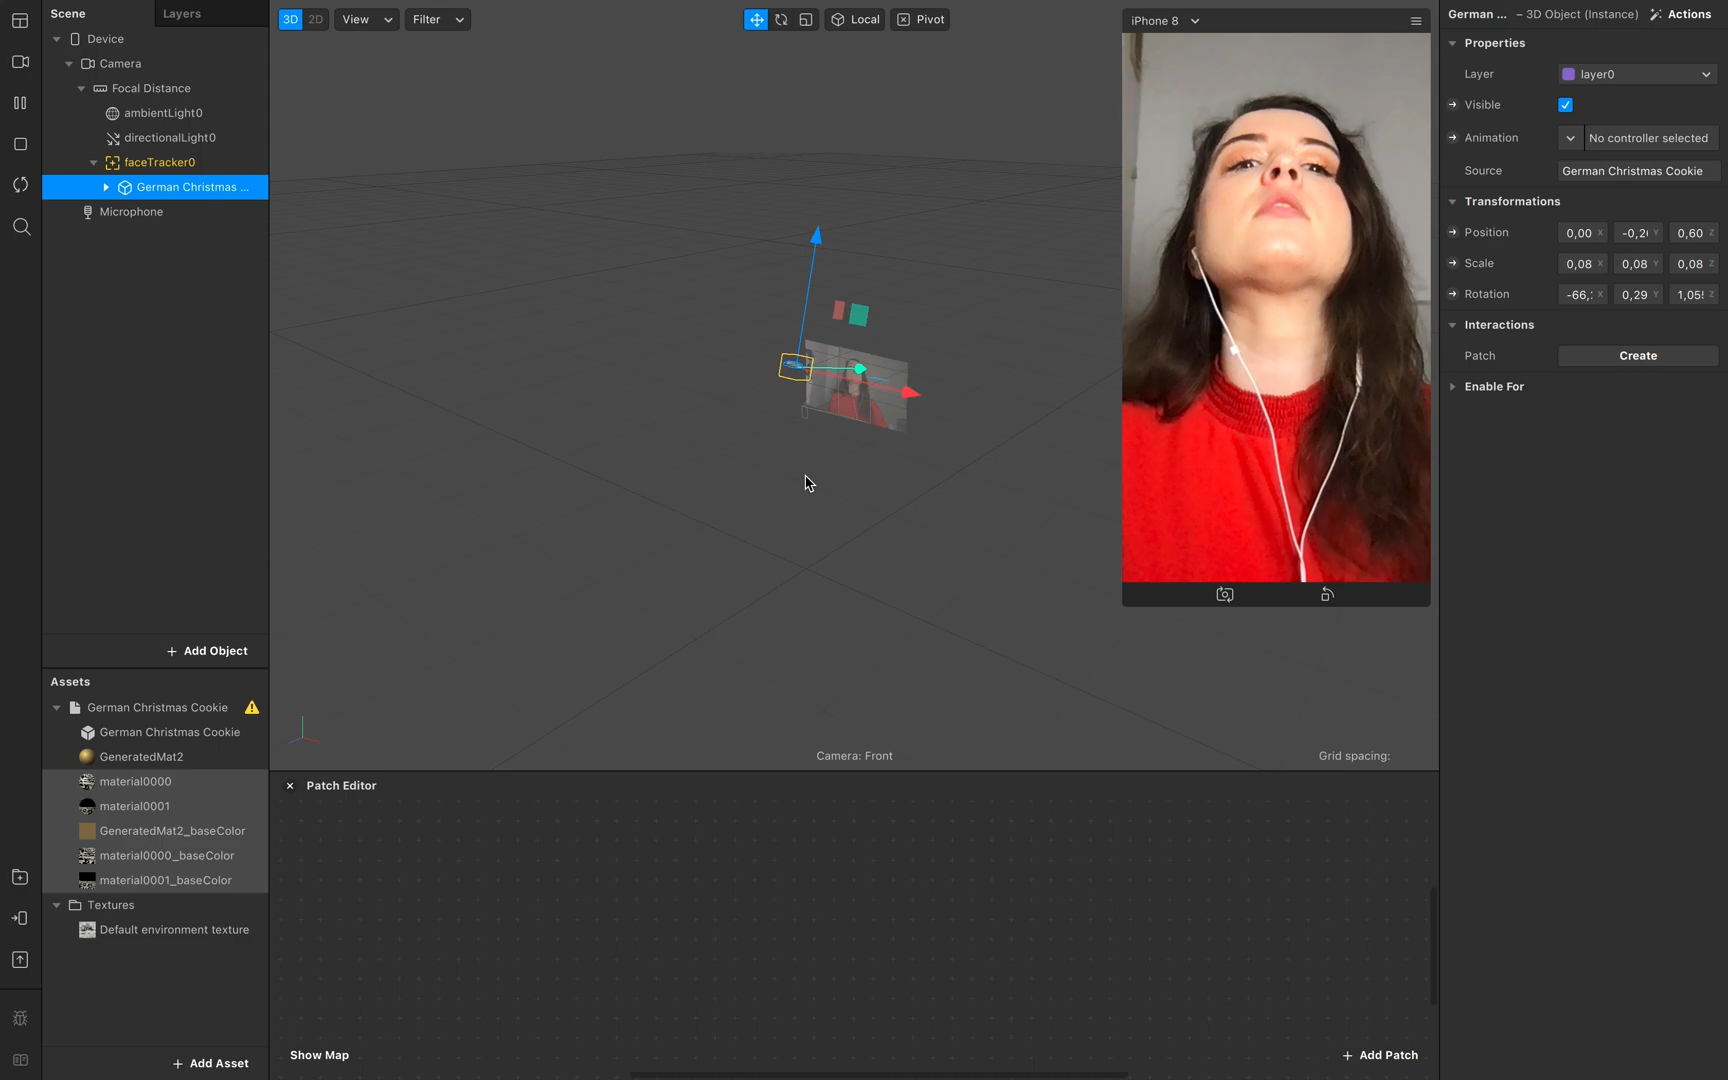 Scene
Layers
Device
Camera
Focal Distance
ambientLight0
directionalLight0
faceTracker0
German Christmas ...
Microphone
+ Add Object
Assets
German Christmas Cookie
German Christmas Cookie
GeneratedMat2
material0000
material0001
GeneratedMat2_baseColor
material0000_baseColor
material0001_baseColor
Textures
Default environment texture
+ Add Asset
3D 2D View Filter
Local Pivot
iPhone 8
Camera: Front
Grid spacing:
Patch Editor
Show Map
+ Add Patch
German ... – 3D Object (Instance) Actions
Properties
Layer layer0
Visible
Animation No controller selected
Source German Christmas Cookie
Transformations
Position 0,00 X -0,2( Y 0,60 Z
Scale 0,08 X 0,08 Y 0,08 Z
Rotation -66,: X 0,29 Y 1,05! Z
Interactions
Patch Create
Enable For